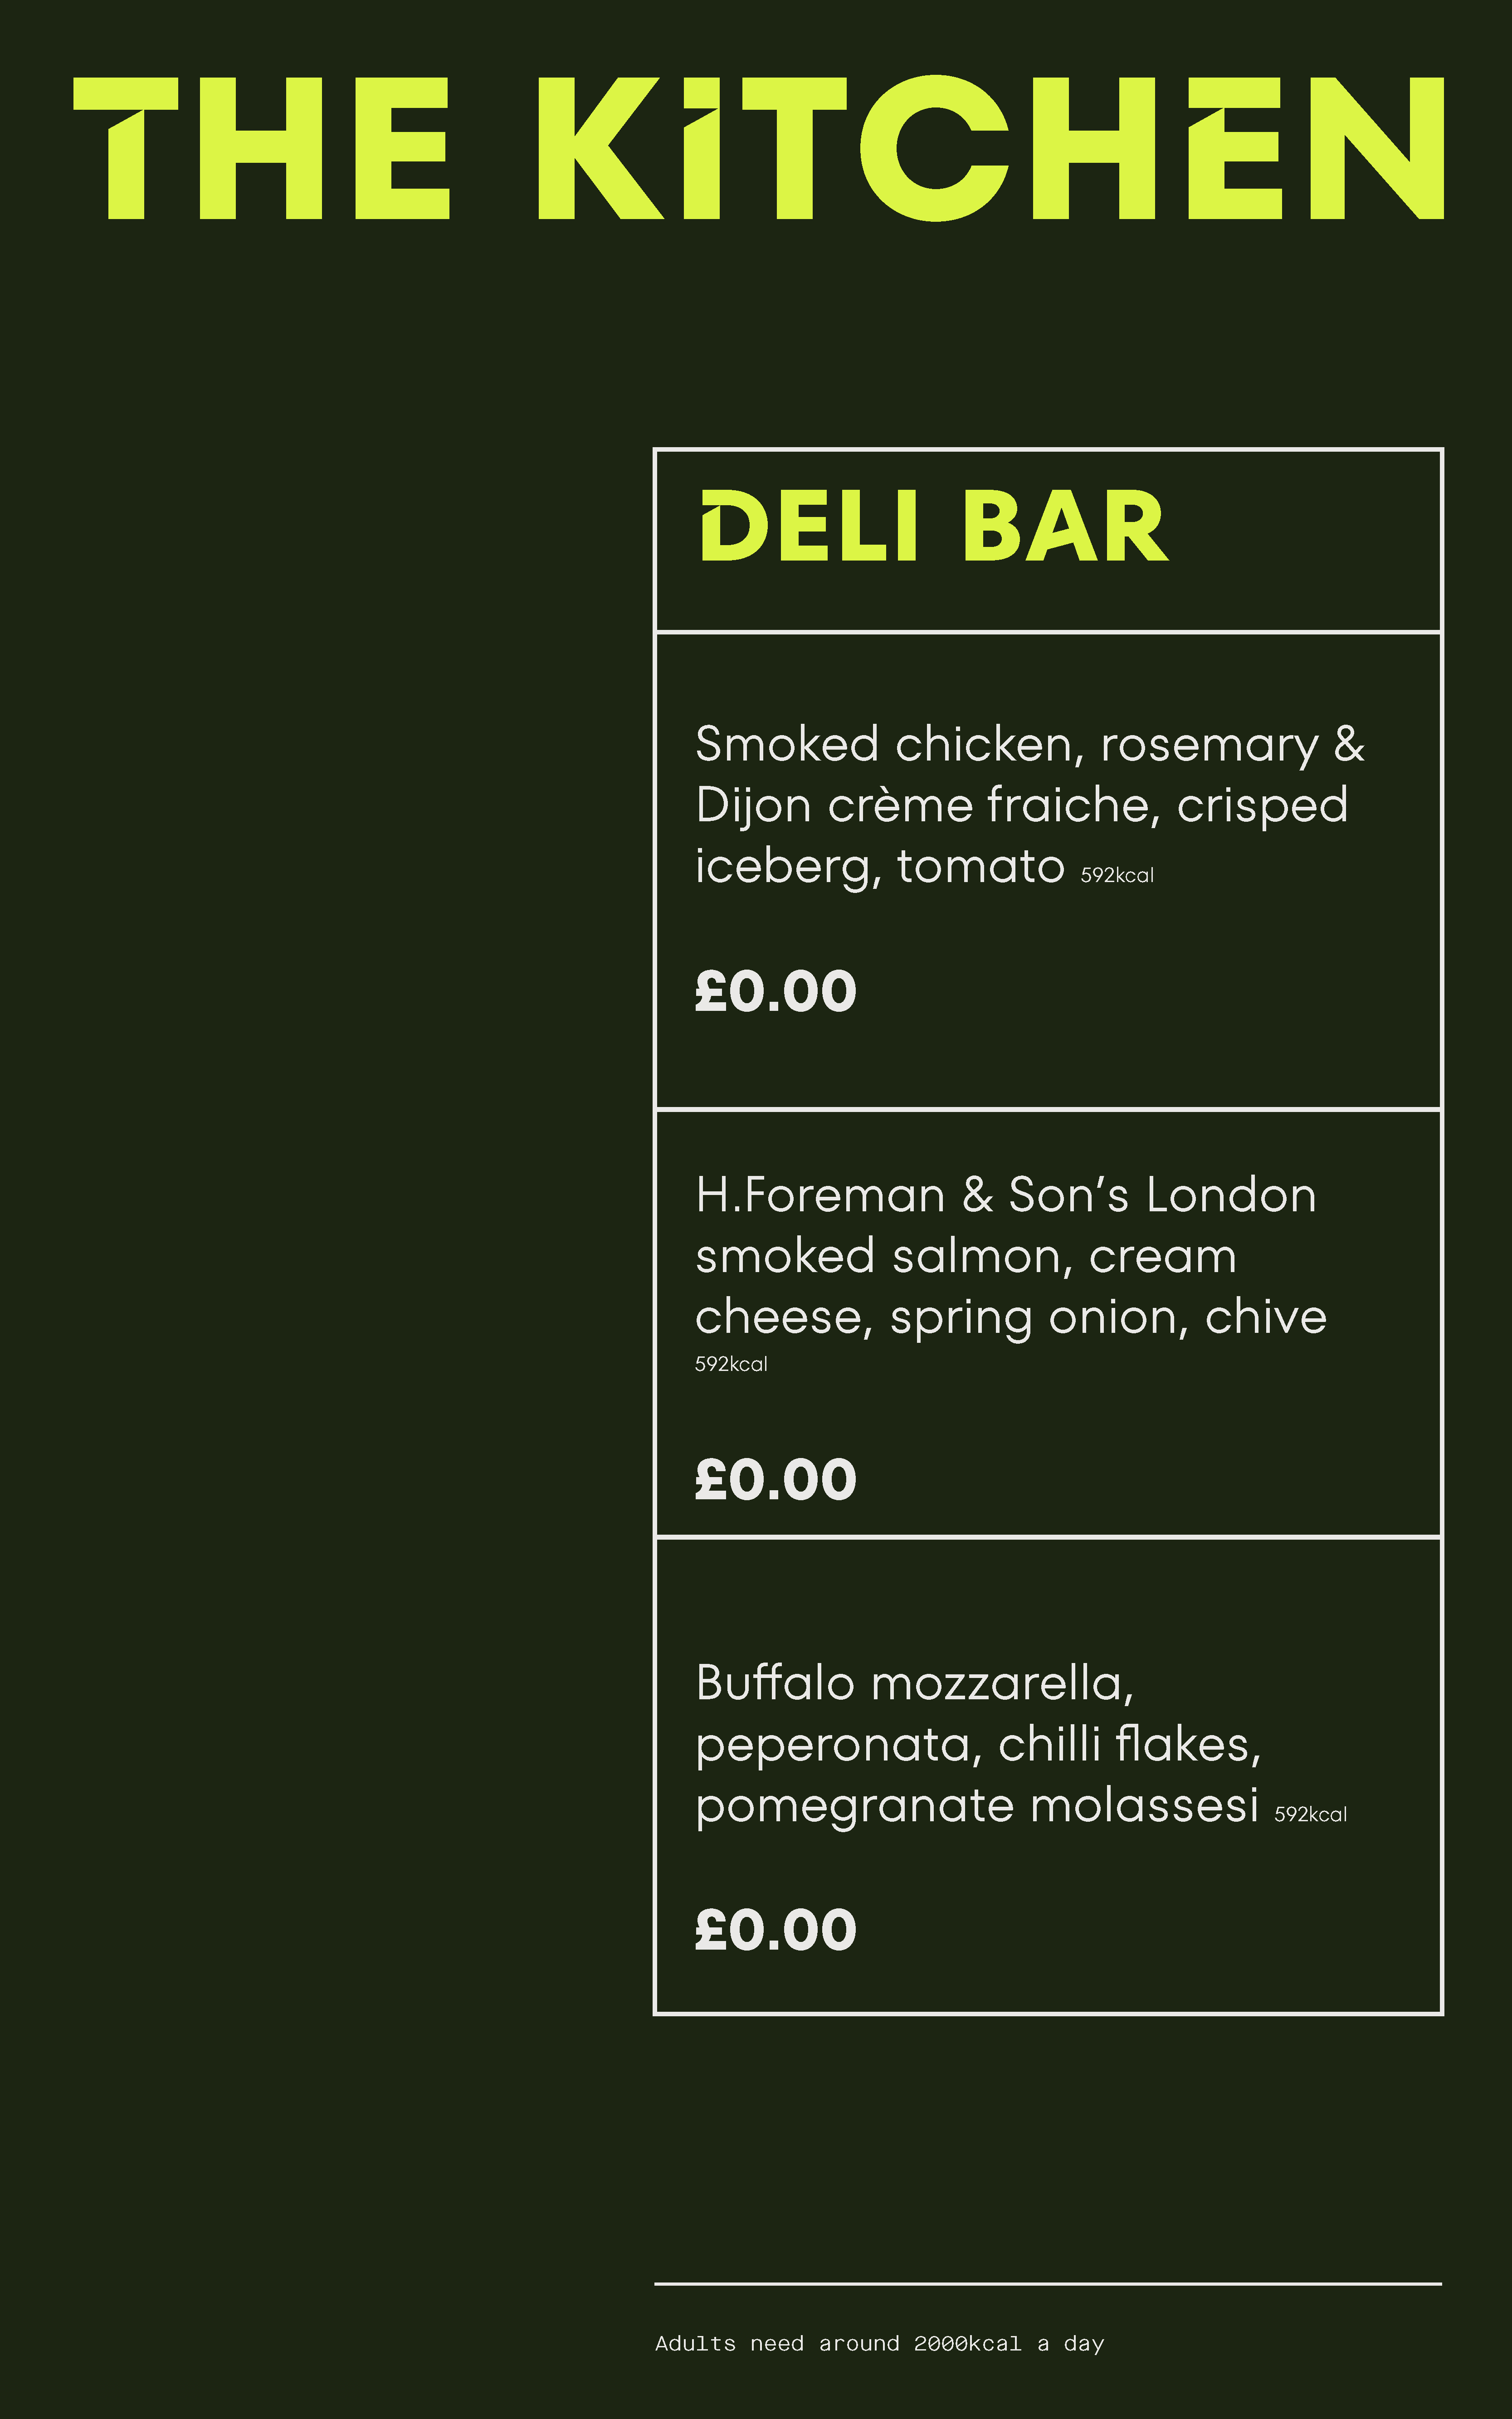 THE KiTCHEN
DELI BAR
Smoked chicken, rosemary &
Dijon crème fraiche, crisped
iceberg, tomato 592kcal
£0.00
H.Foreman & Son’s London
smoked salmon, cream
cheese, spring onion, chive
592kcal
£0.00
Buffalo mozzarella,
peperonata, chilli flakes,
pomegranate molassesi 592kcal
£0.00
Adults need around 2000kcal a day